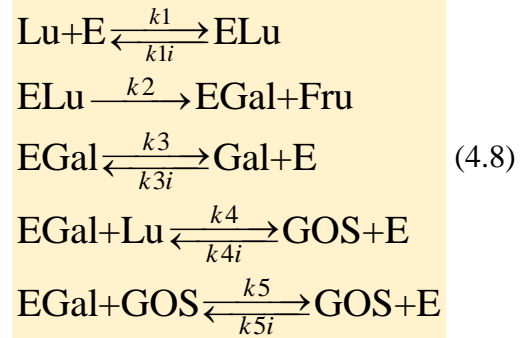 Lu+E ⇌ ELu k1 k1i
ELu → EGal+Fru k2
EGal ⇌ Gal+E k3 k3i (4.8)
EGal+Lu ⇌ GOS+E k4 k4i
EGal+GOS ⇌ GOS+E k5 k5i